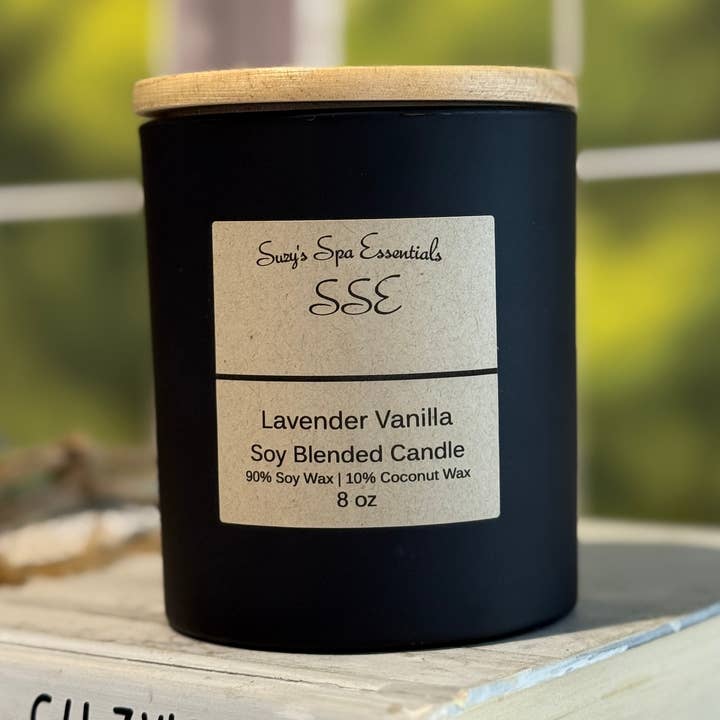 Suzy's Spa Essentials
SSE
Lavender Vanilla
Soy Blended Candle
90% Soy Wax | 10% Coconut Wax
8 oz